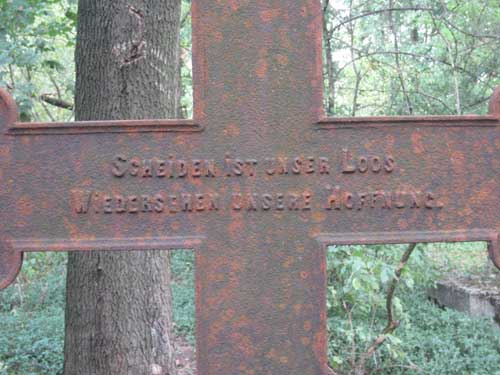 Scheiden ist unser Loos,
Wiedersehen unsere Hoffnung.